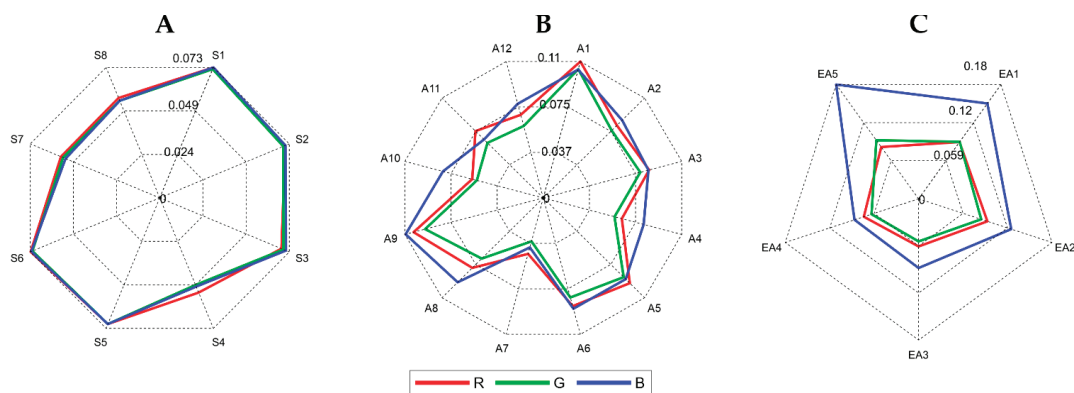 A
B
C
S8
0.073
S1
0.049
S7
S2
0.024
0
S6
S3
S5
S4
A12
0.11
A1
A11
0.075
A2
0.037
A10
A3
0
A9
A4
A8
A5
A7
A6
EA5
0.18
EA1
0.12
0.059
0
EA4
EA2
EA3
R G B